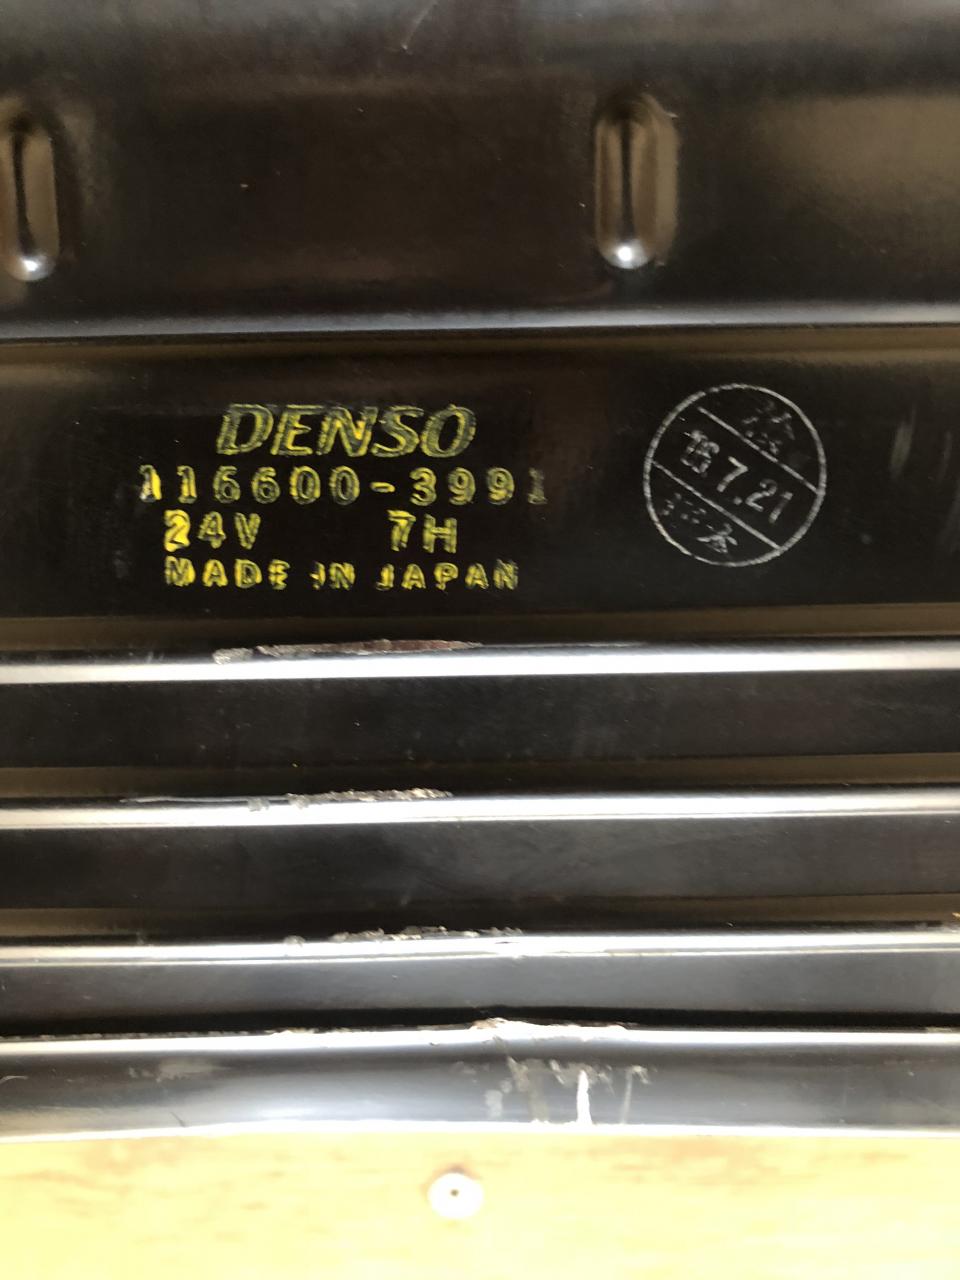 DENSO
116600-3991
24V 7H
MADE IN JAPAN
7.21